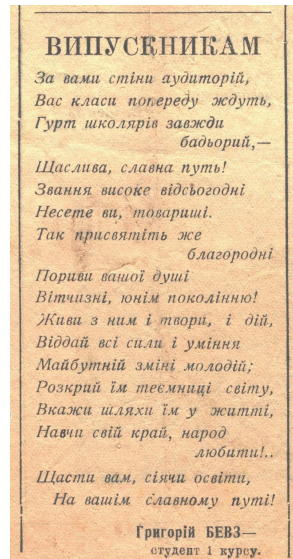 ВИПУСКНИКАМ
За вами стіни аудиторій,
Вас класи попереду ждуть,
Гурт школярів завжди
бадьорий,—
Щаслива, славна путь!
Звання високе відсьогодні
Несете ви, товариші.
Так присвятіть же
благородні
Пориви вашої душі
Вітчизні, юнім поколінню!
Живи з ним і твори, і дій,
Віддай всі сили і уміння
Майбутній зміні молодій;
Розкрий їм теємниці світу,
Вкажи шляхи їм у житті,
Навчи свій край, народ
любити!..
Щасти вам, сіячи освіти,
На вашім славному путі!
Григорій БЕВЗ—
студент 1 курсу.